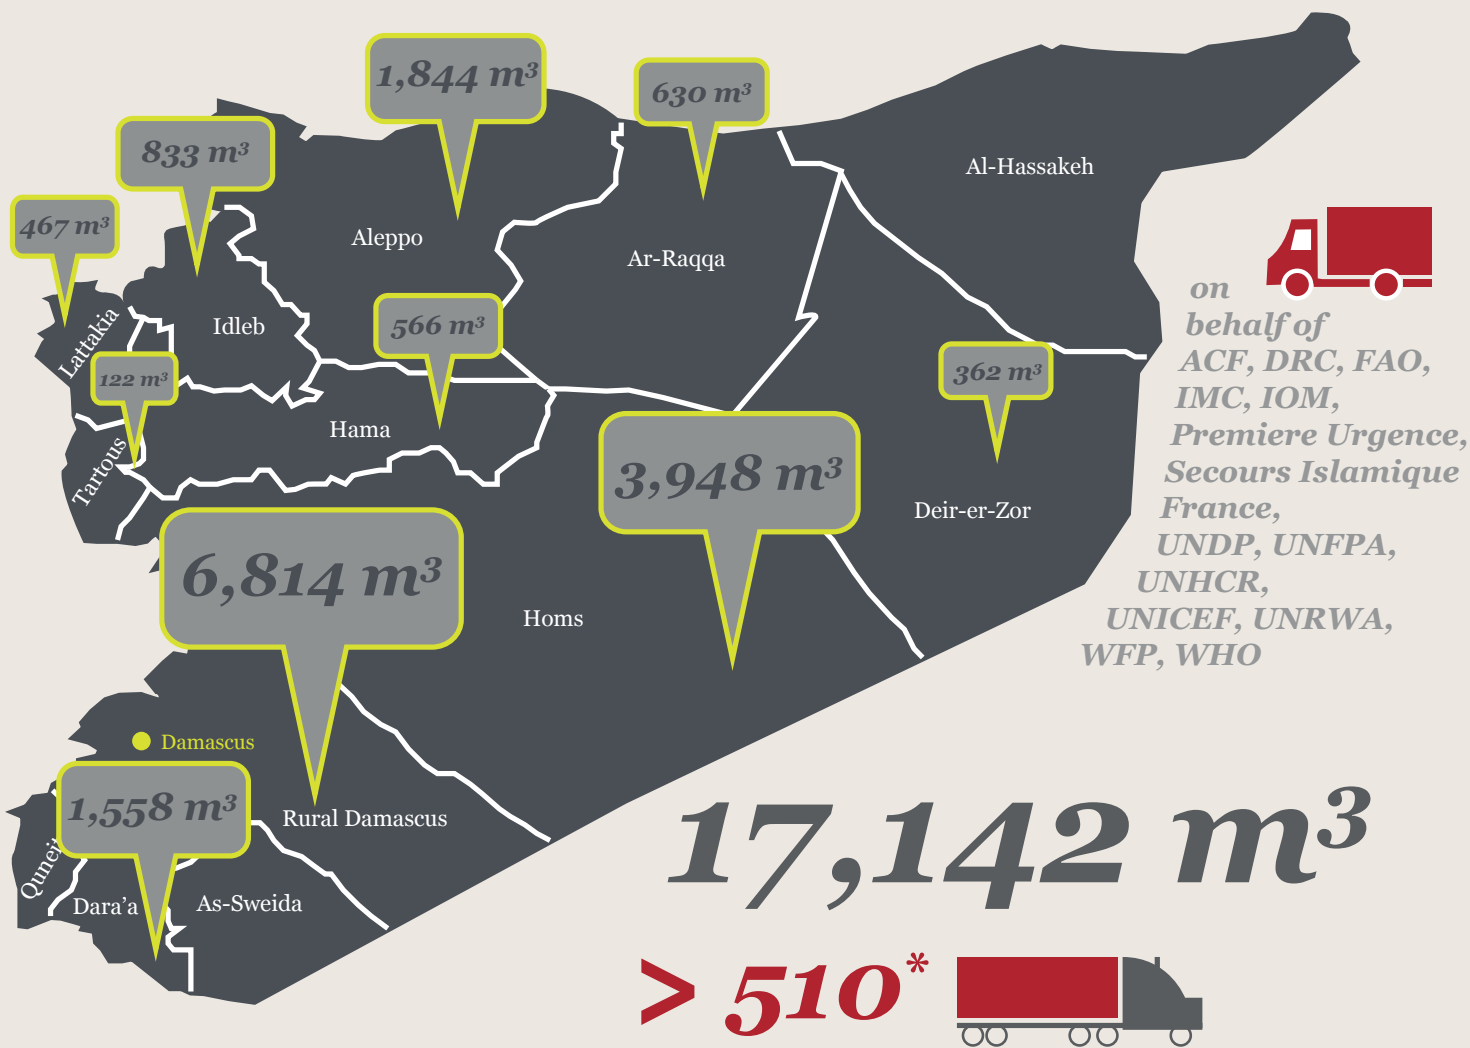 1,844 m³
630 m³
833 m³
Al-Hassakeh
467 m³
Aleppo
Ar-Raqqa
on
behalf of
ACF, DRC, FAO,
IMC, IOM,
Premiere Urgence,
Secours Islamique
France,
UNDP, UNFPA,
UNHCR,
UNICEF, UNRWA,
WFP, WHO
Lattakia
Idleb
566 m³
122 m³
362 m³
Hama
Tartous
3,948 m³
Deir-er-Zor
6,814 m³
Homs
Damascus
1,558 m³
Rural Damascus
Dara’a
As-Sweida
17,142 m³
> 510*